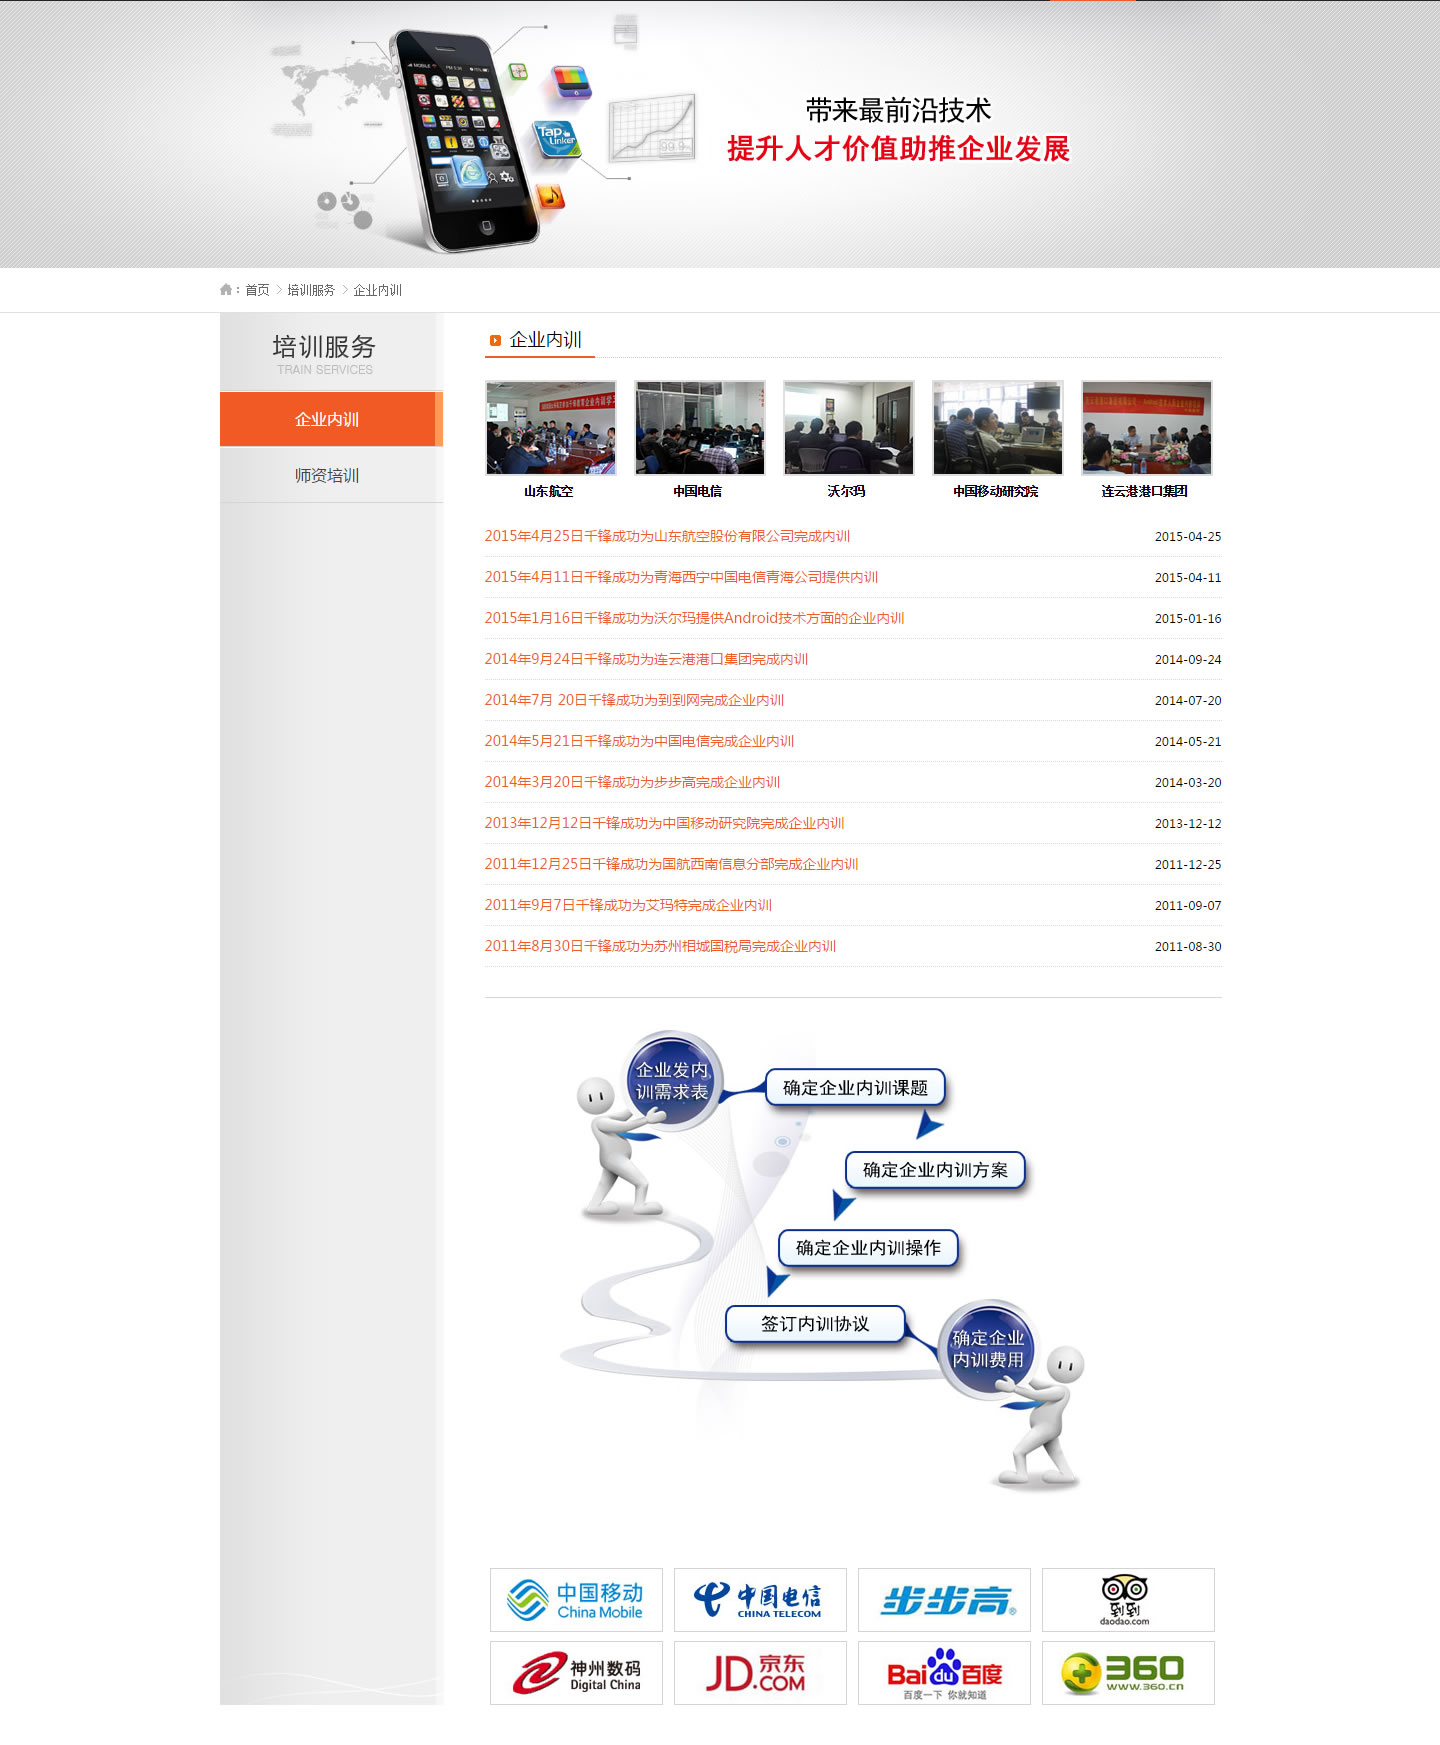 带来最前沿技术
提升人才价值助推企业发展
Tap Linker
: 首页 > 培训服务 > 企业内训
培训服务
TRAIN SERVICES
企业内训
师资培训
企业内训
山东航空
中国电信
沃尔玛
中国移动研究院
连云港港口集团
2015年4月25日千锋成功为山东航空股份有限公司完成内训 2015-04-25
2015年4月11日千锋成功为青海西宁中国电信青海公司提供内训 2015-04-11
2015年1月16日千锋成功为沃尔玛提供Android技术方面的企业内训 2015-01-16
2014年9月24日千锋成功为连云港港口集团完成内训 2014-09-24
2014年7月 20日千锋成功为到到网完成企业内训 2014-07-20
2014年5月21日千锋成功为中国电信完成企业内训 2014-05-21
2014年3月20日千锋成功为步步高完成企业内训 2014-03-20
2013年12月12日千锋成功为中国移动研究院完成企业内训 2013-12-12
2011年12月25日千锋成功为国航西南信息分部完成企业内训 2011-12-25
2011年9月7日千锋成功为艾玛特完成企业内训 2011-09-07
2011年8月30日千锋成功为苏州相城国税局完成企业内训 2011-08-30
企业发内
训需求表
确定企业内训课题
确定企业内训方案
确定企业内训操作
签订内训协议
确定企业
内训费用
中国移动
China Mobile
中国电信
CHINA TELECOM
步步高®
到到
daodao.com
神州数码
Digital China
JD.COM 京东
Bai du 百度
百度一下 你就知道
360
www.360.cn